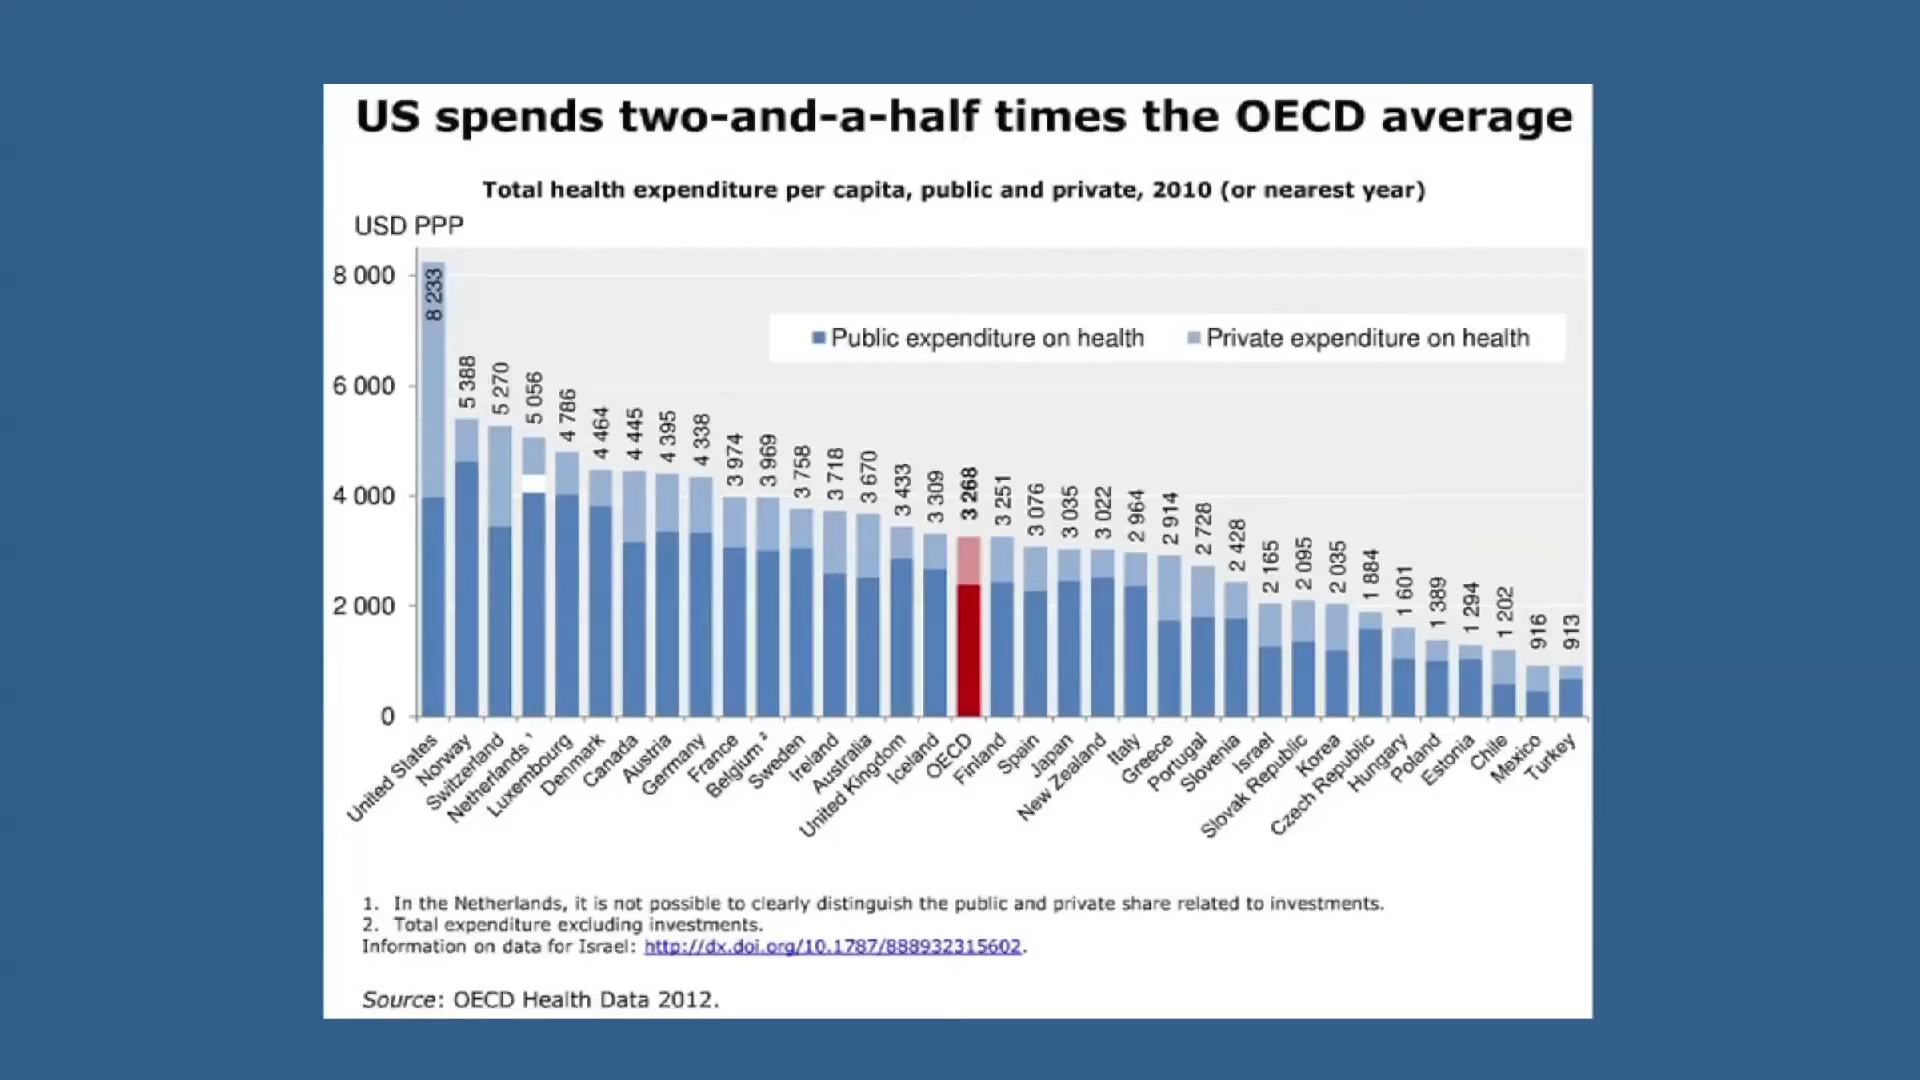 US spends two-and-a-half times the OECD average
Total health expenditure per capita, public and private, 2010 (or nearest year)
USD PPP
8 000
6 000
4 000
2 000
0
Public expenditure on health
Private expenditure on health
8 233
5 388
5 270
5 056
4 786
4 464
4 445
4 395
4 338
3 974
3 969
3 758
3 718
3 670
3 433
3 309
3 268
3 251
3 076
3 035
3 022
2 964
2 914
2 728
2 428
2 165
2 095
2 035
1 884
1 601
1 389
1 294
1 202
916
913
United States
Norway
Switzerland
Netherlands ¹
Luxembourg
Denmark
Canada
Austria
Germany
France
Belgium ²
Sweden
Ireland
Australia
United Kingdom
Iceland
OECD
Finland
Spain
Japan
New Zealand
Italy
Greece
Portugal
Slovenia
Israel
Slovak Republic
Korea
Czech Republic
Hungary
Poland
Estonia
Chile
Mexico
Turkey
1. In the Netherlands, it is not possible to clearly distinguish the public and private share related to investments.
2. Total expenditure excluding investments.
Information on data for Israel: http://dx.doi.org/10.1787/888932315602.
Source: OECD Health Data 2012.